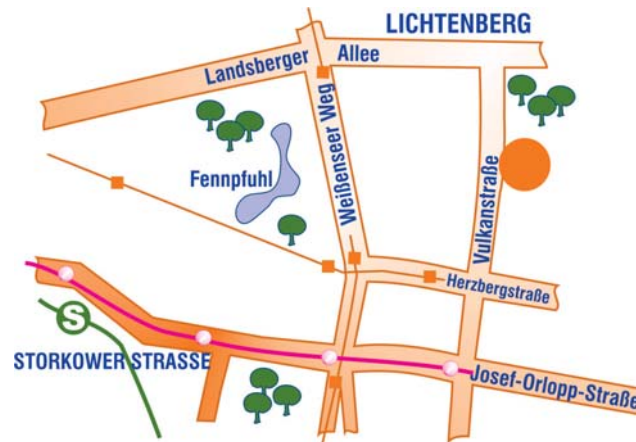 LICHTENBERG
Landsberger Allee
Weißenseer Weg
Fennpfuhl
Vulkanstraße
Herzbergstraße
S
STORKOWER STRASSE
Josef-Orlopp-Straße